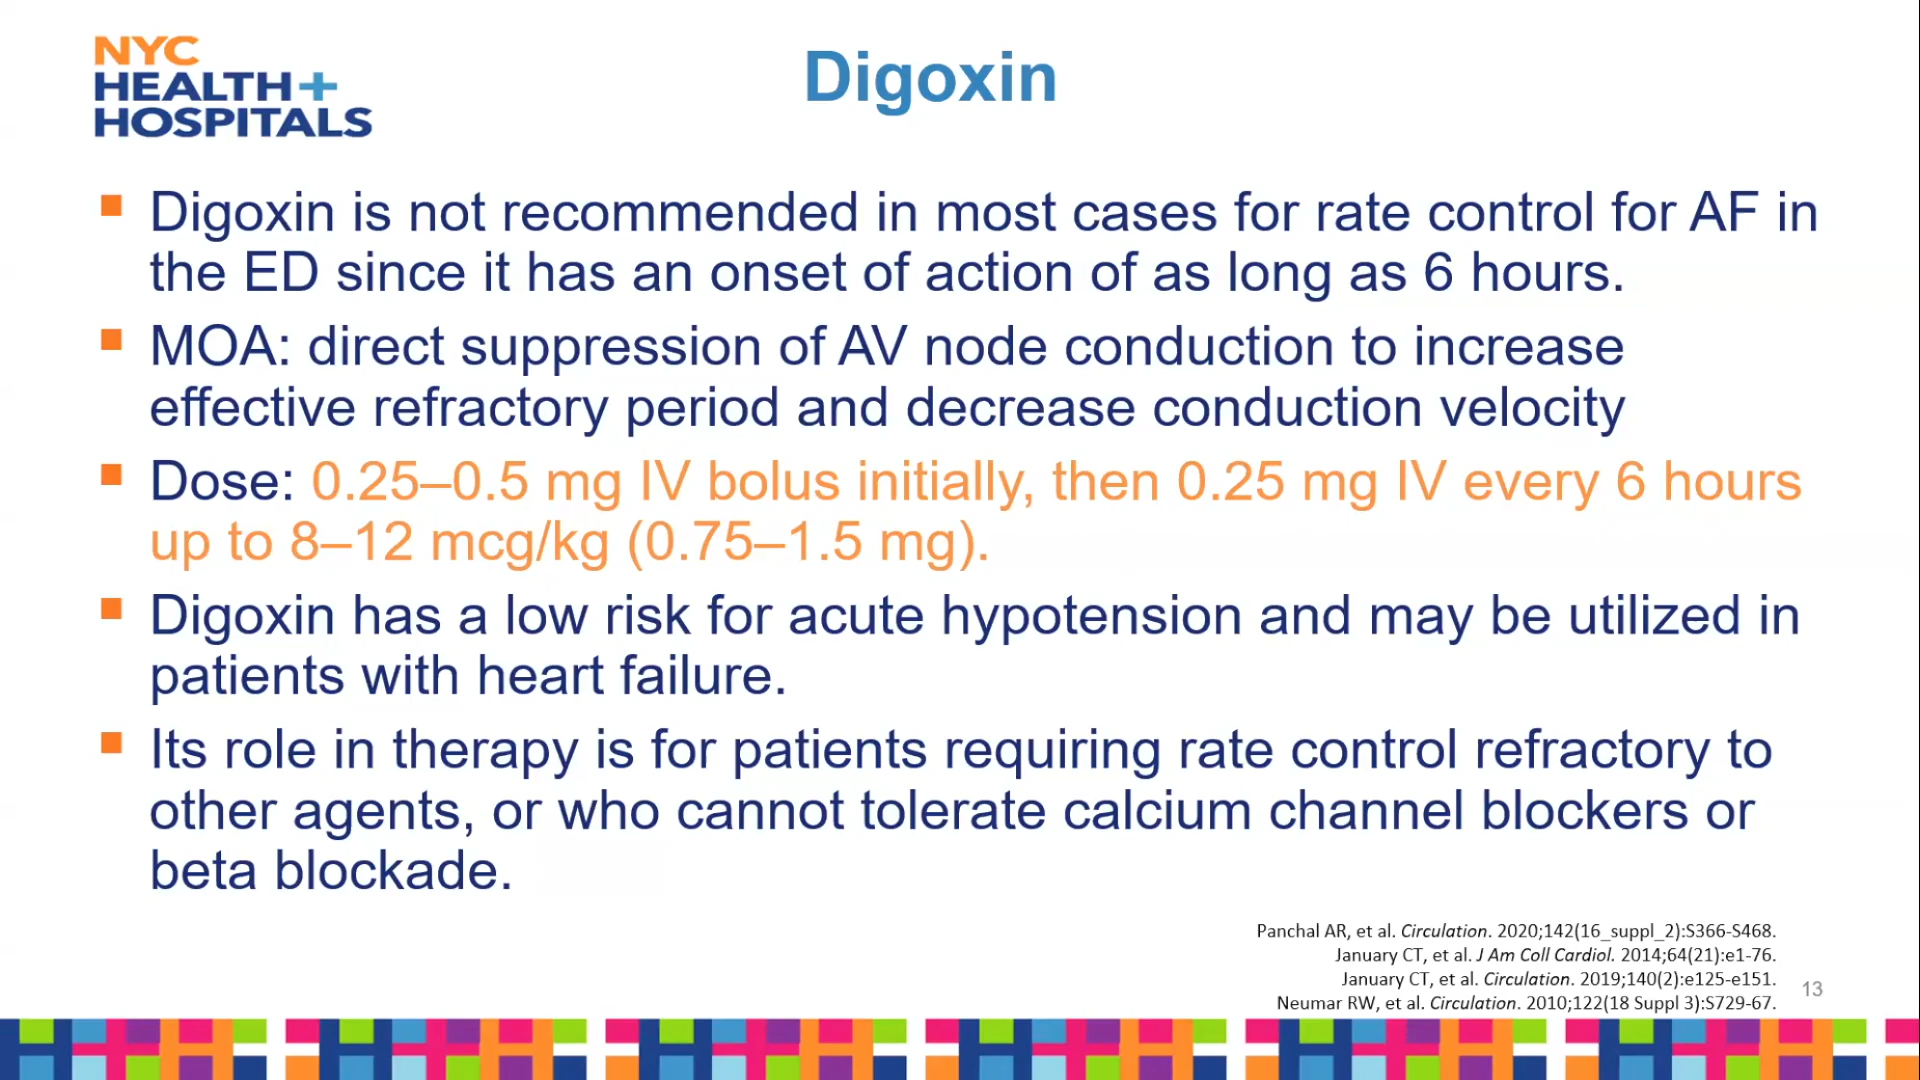 NYC
HEALTH+
HOSPITALS
Digoxin
Digoxin is not recommended in most cases for rate control for AF in
the ED since it has an onset of action of as long as 6 hours.
MOA: direct suppression of AV node conduction to increase
effective refractory period and decrease conduction velocity
Dose: 0.25–0.5 mg IV bolus initially, then 0.25 mg IV every 6 hours
up to 8–12 mcg/kg (0.75–1.5 mg).
Digoxin has a low risk for acute hypotension and may be utilized in
patients with heart failure.
Its role in therapy is for patients requiring rate control refractory to
other agents, or who cannot tolerate calcium channel blockers or
beta blockade.
Panchal AR, et al. Circulation. 2020;142(16_suppl_2):S366-S468.
January CT, et al. J Am Coll Cardiol. 2014;64(21):e1-76.
January CT, et al. Circulation. 2019;140(2):e125-e151.
Neumar RW, et al. Circulation. 2010;122(18 Suppl 3):S729-67.
13